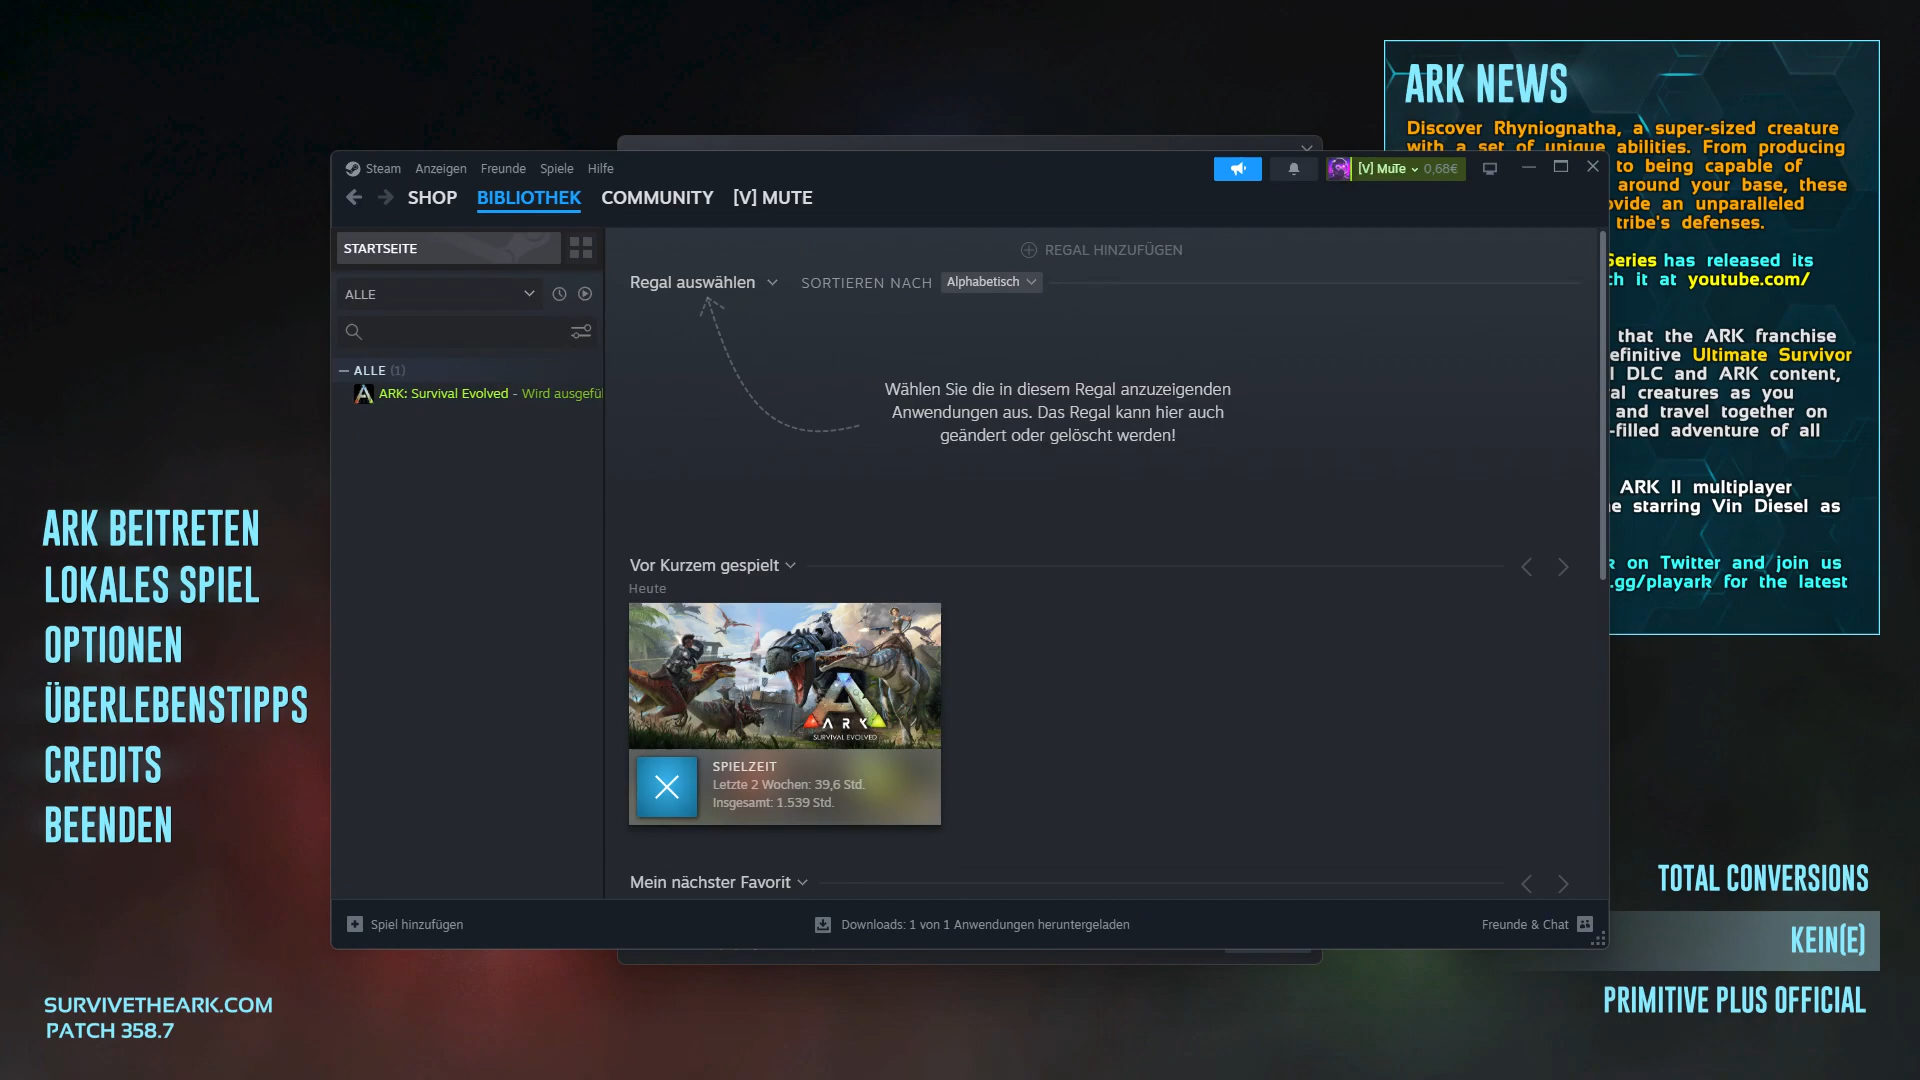 ARK NEWS
Discover Rhyniognatha, a super-sized creature
with a set of unique abilities. From producing
to being capable of
around your base, these
ovide an unparalleled
tribe's defenses.
Series has released its
ch it at youtube.com/
that the ARK franchise
efinitive Ultimate Survivor
l DLC and ARK content,
al creatures as you
and travel together on
-filled adventure of all
ARK II multiplayer
e starring Vin Diesel as
on Twitter and join us
.gg/playark for the latest
Steam Anzeigen Freunde Spiele Hilfe
[V] MuTe 0,68€
SHOP BIBLIOTHEK COMMUNITY [V] MUTE
STARTSEITE
ALLE
ALLE (1)
ARK: Survival Evolved - Wird ausgefü
REGAL HINZUFÜGEN
Regal auswählen SORTIEREN NACH Alphabetisch
Wählen Sie die in diesem Regal anzuzeigenden
Anwendungen aus. Das Regal kann hier auch
geändert oder gelöscht werden!
Vor Kurzem gespielt
Heute
ARK
SURVIVAL EVOLVED
SPIELZEIT
Letzte 2 Wochen: 39,6 Std.
Insgesamt: 1.539 Std.
Mein nächster Favorit
Spiel hinzufügen
Downloads: 1 von 1 Anwendungen heruntergeladen
Freunde & Chat
ARK BEITRETEN
LOKALES SPIEL
OPTIONEN
ÜBERLEBENSTIPPS
CREDITS
BEENDEN
SURVIVETHEARK.COM
PATCH 358.7
TOTAL CONVERSIONS
KEIN(E)
PRIMITIVE PLUS OFFICIAL